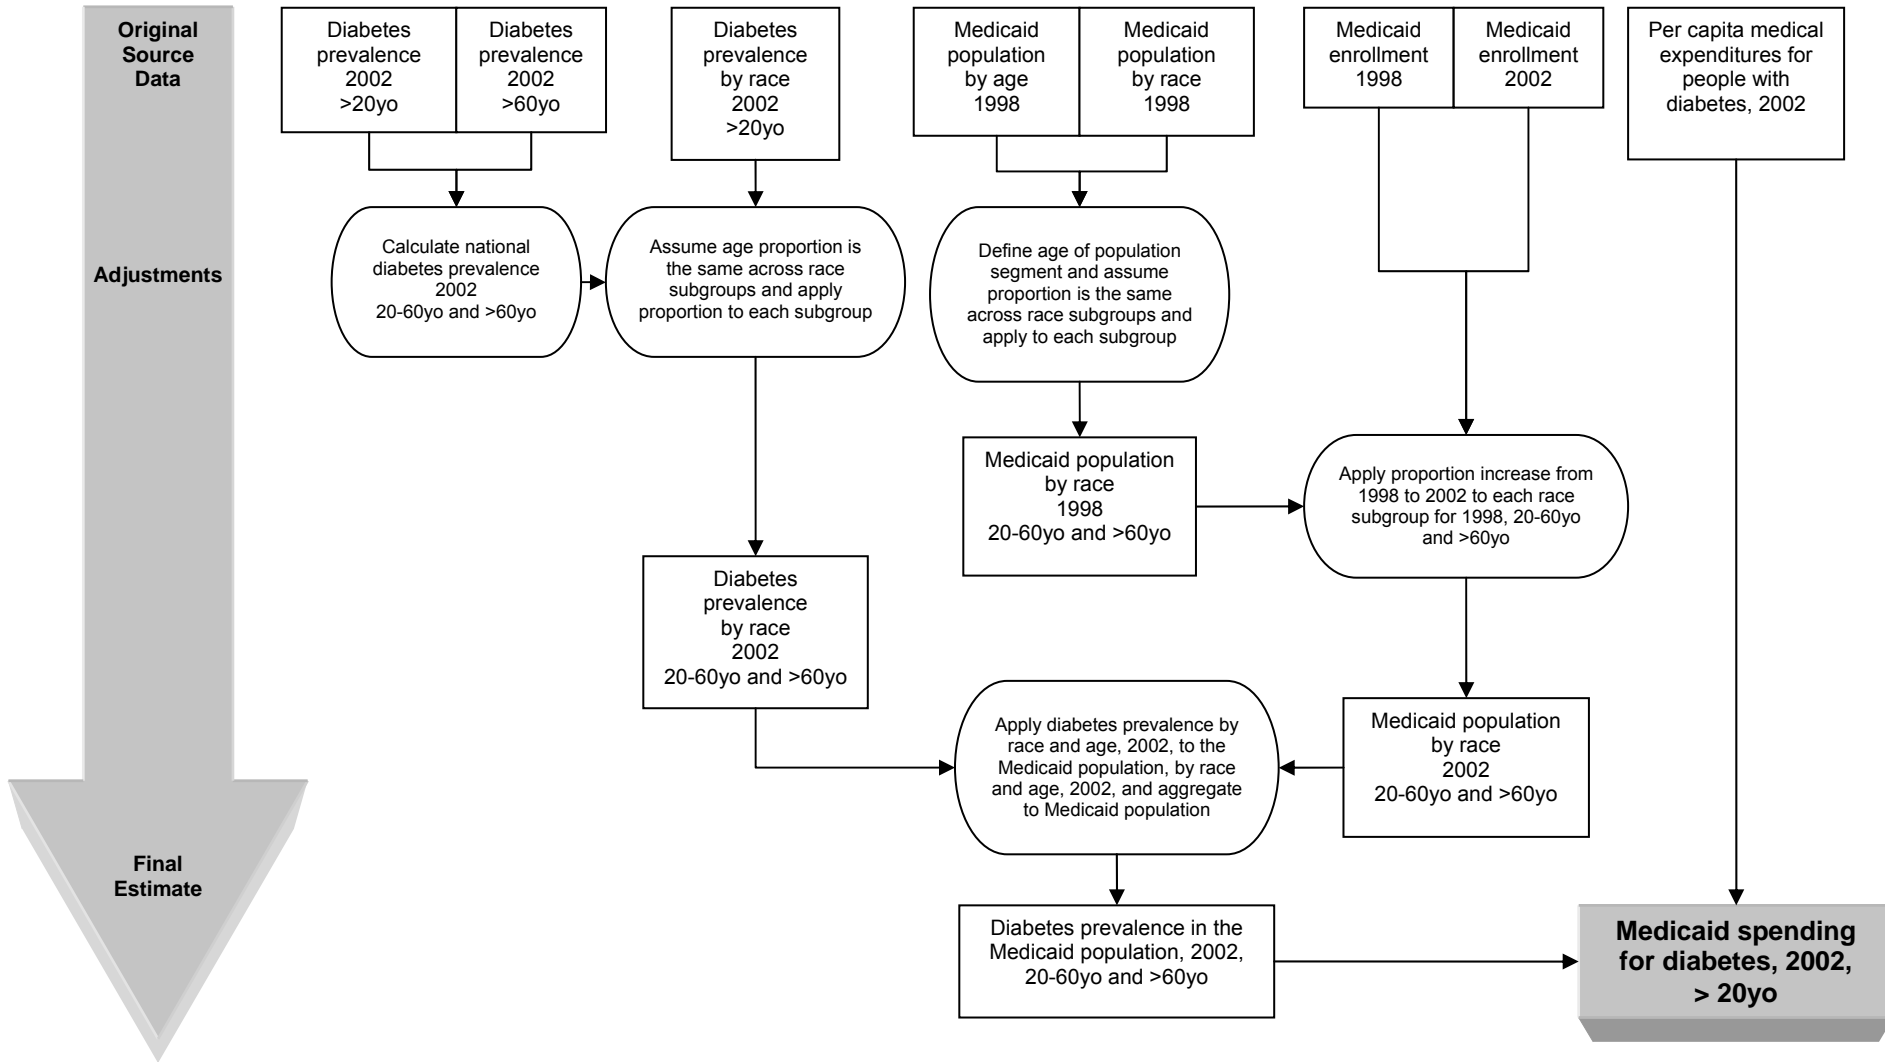 Original
Source
Data
Diabetes
prevalence
2002
>20yo
Diabetes
prevalence
2002
>60yo
Diabetes
prevalence
by race
2002
>20yo
Medicaid
population
by age
1998
Medicaid
population
by race
1998
Medicaid
enrollment
1998
Medicaid
enrollment
2002
Per capita medical
expenditures for
people with
diabetes, 2002
Adjustments
Calculate national
diabetes prevalence
2002
20-60yo and >60yo
Assume age proportion is
the same across race
subgroups and apply
proportion to each subgroup
Define age of population
segment and assume
proportion is the same
across race subgroups and
apply to each subgroup
Medicaid population
by race
1998
20-60yo and >60yo
Apply proportion increase from
1998 to 2002 to each race
subgroup for 1998, 20-60yo
and >60yo
Diabetes
prevalence
by race
2002
20-60yo and >60yo
Apply diabetes prevalence by
race and age, 2002, to the
Medicaid population, by race
and age, 2002, and aggregate
to Medicaid population
Medicaid population
by race
2002
20-60yo and >60yo
Final
Estimate
Diabetes prevalence in the
Medicaid population, 2002,
20-60yo and >60yo
Medicaid spending
for diabetes, 2002,
> 20yo